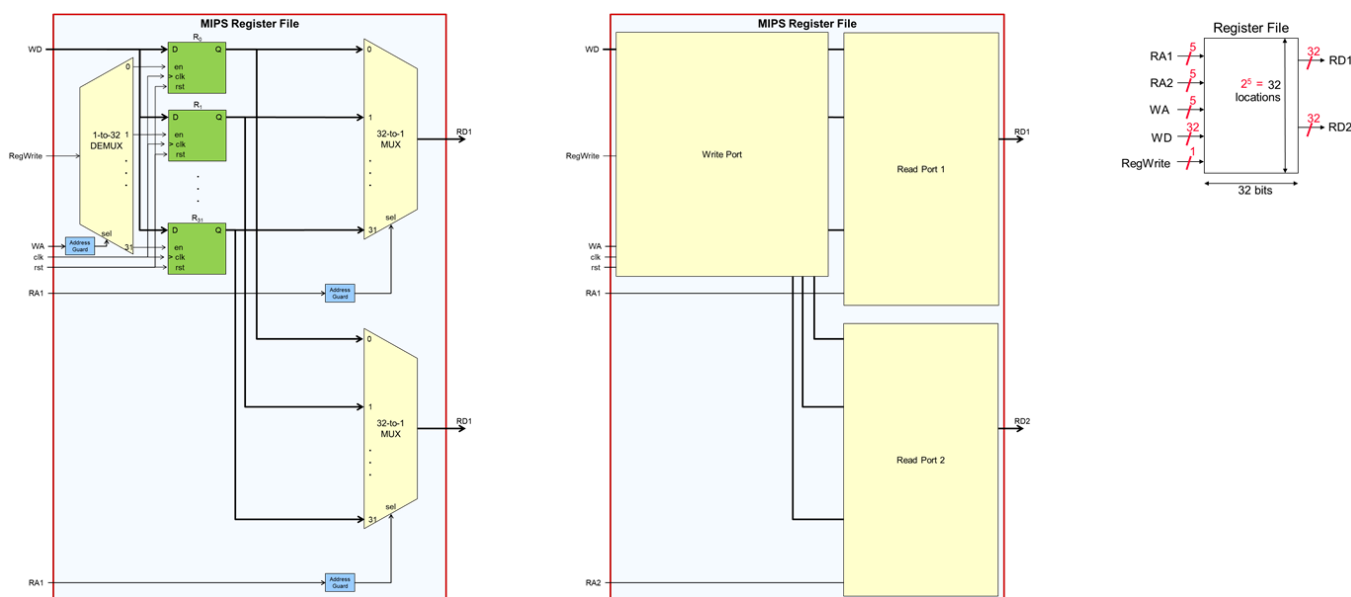 MIPS Register File
R0
WD
D Q
0
0
en
clk
rst
R1
1-to-32
DEMUX
1
D Q
en
clk
rst
1
32-to-1
MUX
RD1
RegWrite
.
.
.
.
.
.
.
.
.
.
.
R31
sel
D Q
31
sel
WA
Address
Guard
31
en
clk
clk
rst
rst
RA1
Address
Guard
0
1
32-to-1
MUX
RD1
.
.
.
sel
31
RA1
Address
Guard
MIPS Register File
WD
RegWrite
Write Port
Read Port 1
RD1
WA
clk
rst
RA1
Read Port 2
RD2
RA2
Register File
RA1 5
RA2 5
WA 5
WD 32
RegWrite 1
2^5 = 32
locations
32 RD1
32 RD2
32 bits